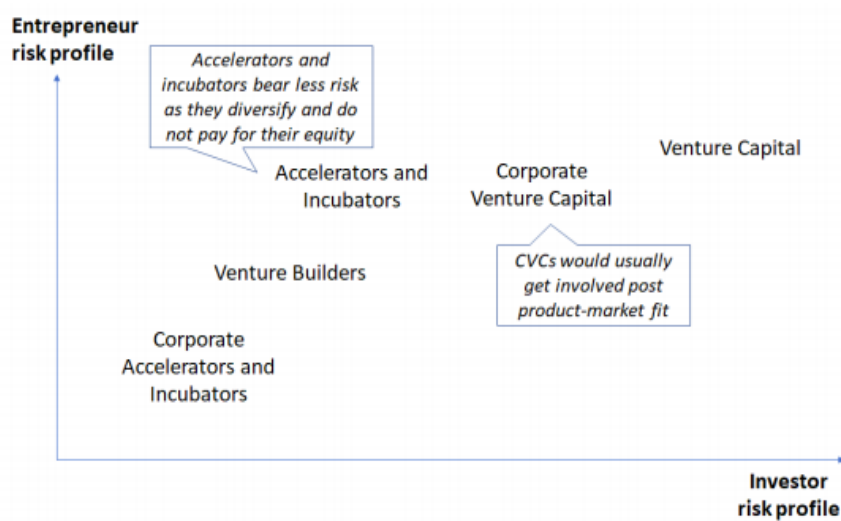 Entrepreneur
risk profile
Accelerators and
incubators bear less risk
as they diversify and do
not pay for their equity
Venture Capital
Accelerators and
Incubators
Corporate
Venture Capital
CVCs would usually
get involved post
product-market fit
Venture Builders
Corporate
Accelerators and
Incubators
Investor
risk profile